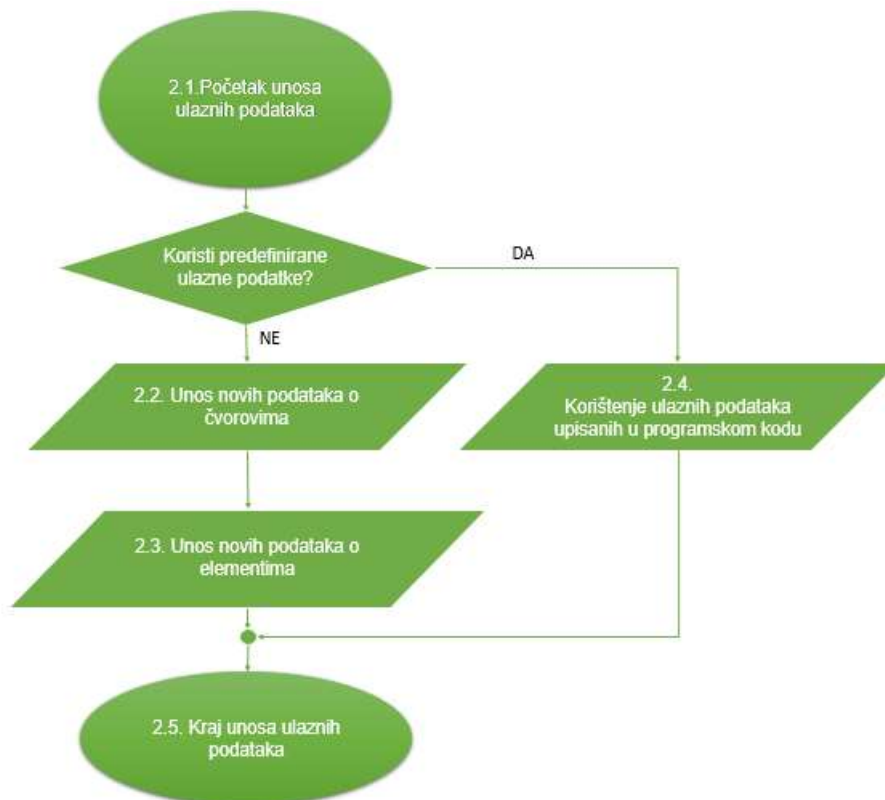 2.1.Početak unosa
ulaznih podataka
Koristi predefinirane
ulazne podatke?
DA
NE
2.2. Unos novih podataka o
čvorovima
2.4.
Korištenje ulaznih podataka
upisanih u programskom kodu
2.3. Unos novih podataka o
elementima
2.5. Kraj unosa ulaznih
podataka